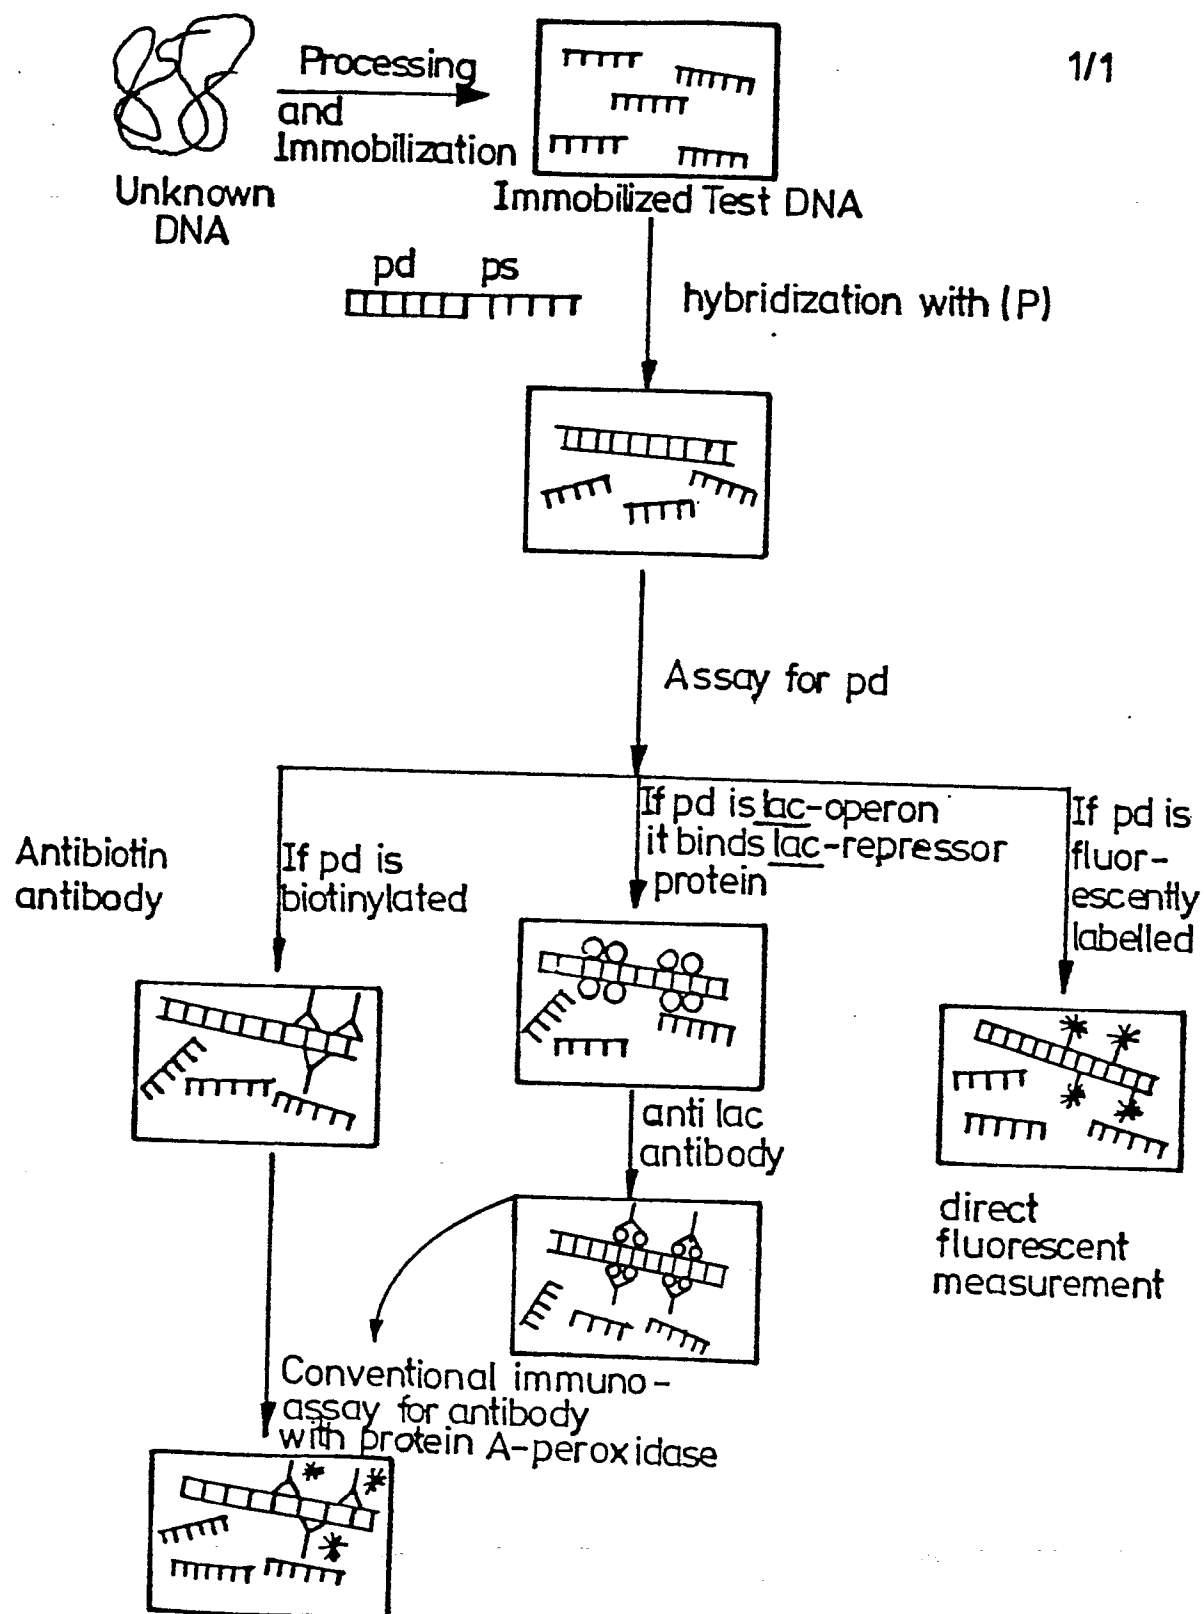 1/1
Processing
and
Immobilization
Unknown
DNA
Immobilized Test DNA
pd ps
hybridization with (P)
Assay for pd
Antibiotin
antibody
If pd is
biotinylated
If pd is lac-operon
it binds lac-repressor
protein
If pd is
fluor-
escently
labelled
anti lac
antibody
direct
fluorescent
measurement
Conventional immuno-
assay for antibody
with protein A-peroxidase